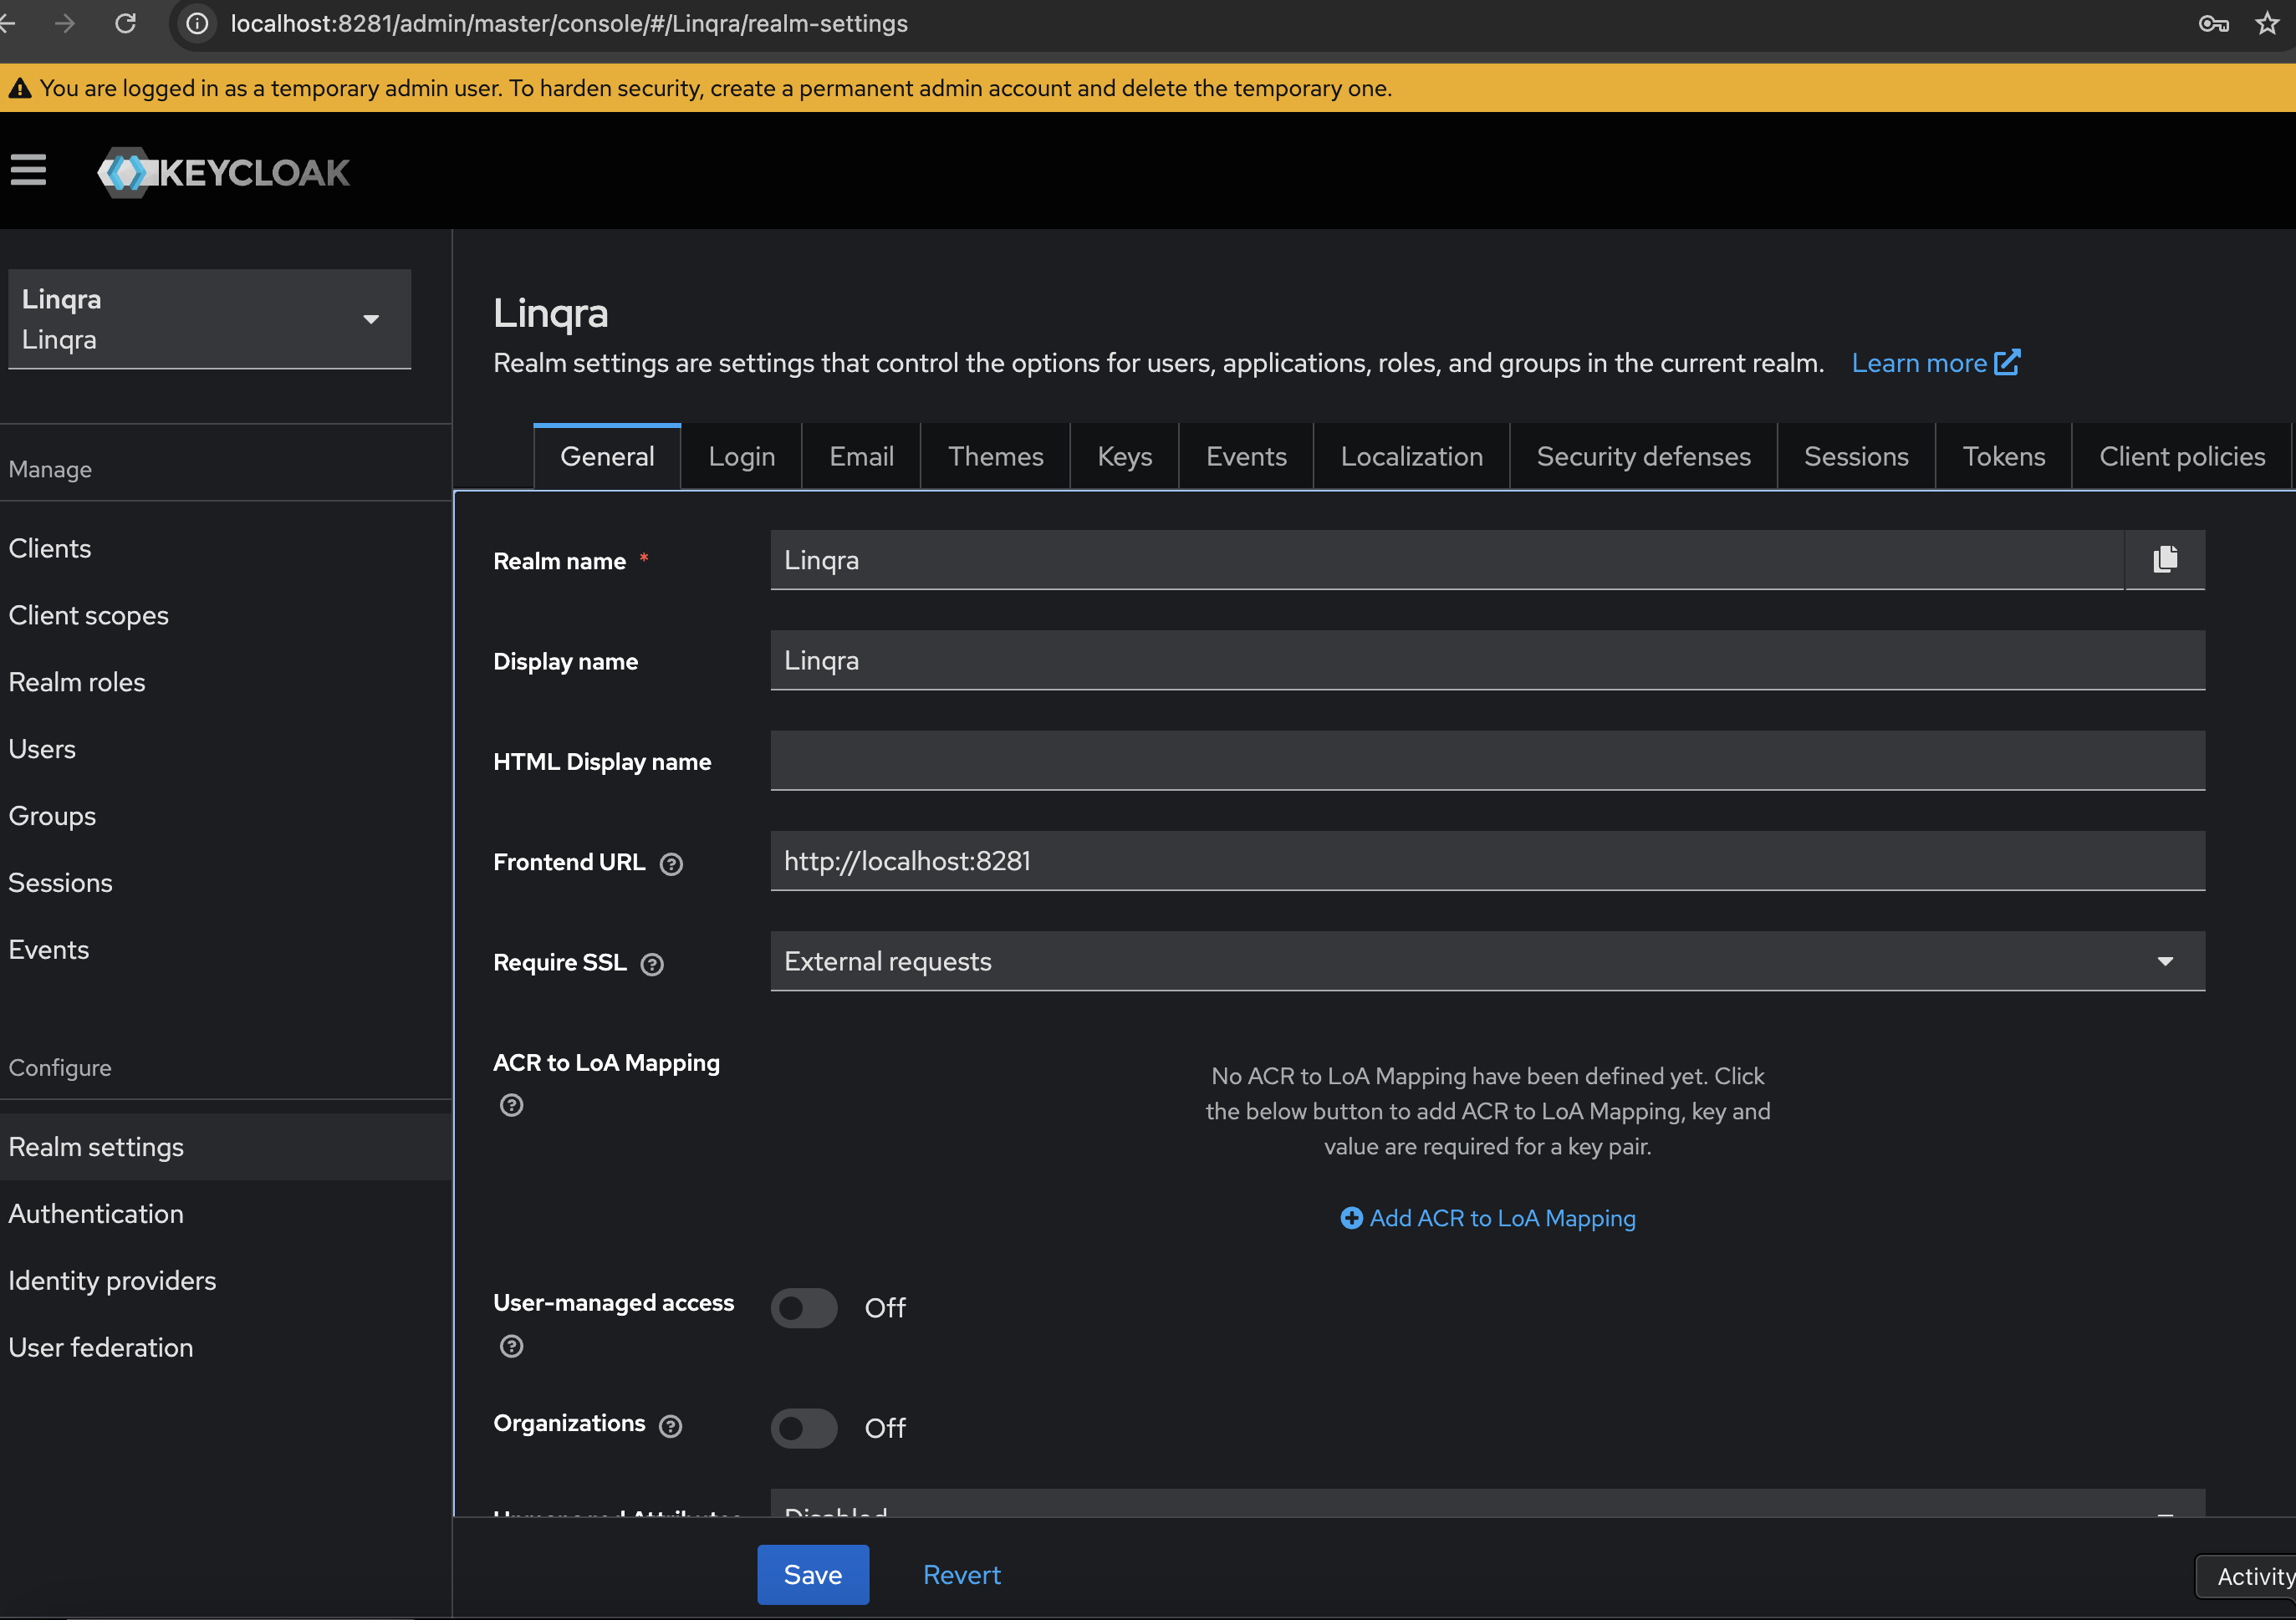 localhost:8281/admin/master/console/#/Linqra/realm-settings
You are logged in as a temporary admin user. To harden security, create a permanent admin account and delete the temporary one.
KEYCLOAK
Linqra
Linqra
Manage
Clients
Client scopes
Realm roles
Users
Groups
Sessions
Events
Configure
Realm settings
Authentication
Identity providers
User federation
Linqra
Realm settings are settings that control the options for users, applications, roles, and groups in the current realm. Learn more
General Login Email Themes Keys Events Localization Security defenses Sessions Tokens Client policies
Realm name * Linqra
Display name Linqra
HTML Display name
Frontend URL http://localhost:8281
Require SSL External requests
ACR to LoA Mapping
No ACR to LoA Mapping have been defined yet. Click
the below button to add ACR to LoA Mapping, key and
value are required for a key pair.
Add ACR to LoA Mapping
User-managed access Off
Organizations Off
Unmanaged Attributes Disabled
Save Revert
Activity